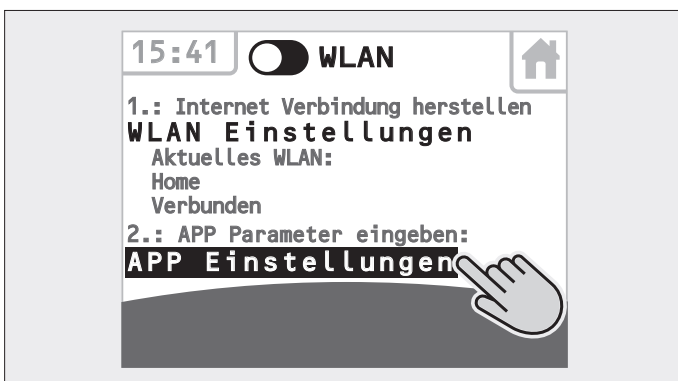 15:41 WLAN
1.: Internet Verbindung herstellen
WLAN Einstellungen
Aktuelles WLAN:
Home
Verbunden
2.: APP Parameter eingeben:
APP Einstellungen